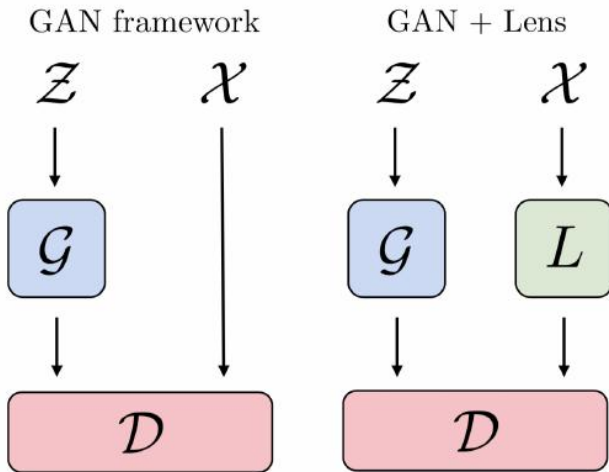 GAN framework
GAN + Lens
𝒵 𝒳
𝒵 𝒳
𝒢
𝒢 L
𝒟
𝒟